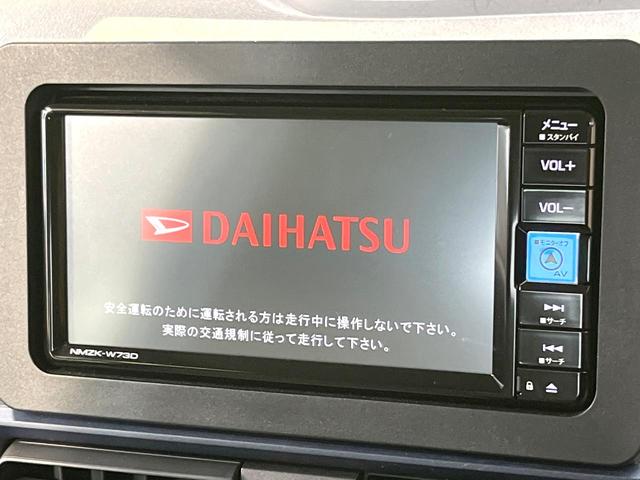 DAIHATSU
安全運転のために運転される方は走行中に操作しないで下さい。
実際の交通規制に従って走行して下さい。
NMZK-W73D
メニュー
スタンバイ
VOL+
VOL−
モニターオフ
AV
サーチ
サーチ